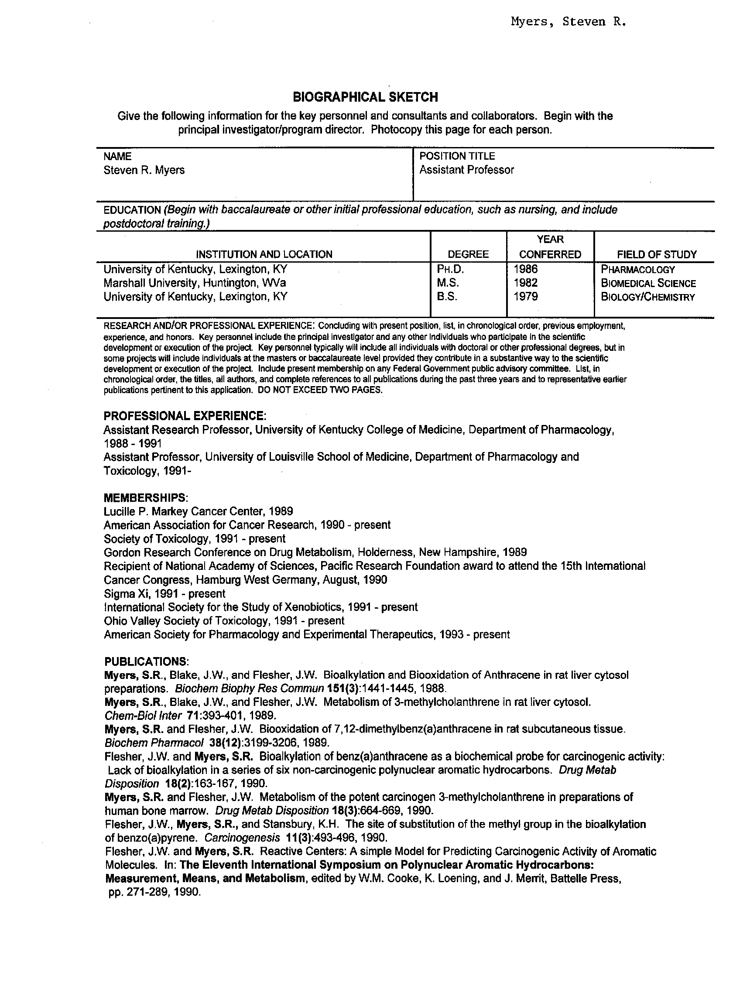 Myers, Steven R.
BIOGRAPHICAL SKETCH
Give the following information for the key personnel and consultants and collaborators. Begin with the
principal investigator/program director. Photocopy this page for each person.
NAME
Steven R. Myers
POSITION TITLE
Assistant Professor
EDUCATION (Begin with baccalaureate or other initial professional education, such as nursing, and include
postdoctoral training.)
INSTITUTION AND LOCATION DEGREE YEAR CONFERRED FIELD OF STUDY
University of Kentucky, Lexington, KY PH.D. 1986 PHARMACOLOGY
Marshall University, Huntington, WVa M.S. 1982 BIOMEDICAL SCIENCE
University of Kentucky, Lexington, KY B.S. 1979 BIOLOGY/CHEMISTRY
RESEARCH AND/OR PROFESSIONAL EXPERIENCE: Concluding with present position, list, in chronological order, previous employment,
experience, and honors. Key personnel include the principal investigator and any other individuals who participate in the scientific
development or execution of the project. Key personnel typically will include all individuals with doctoral or other professional degrees, but in
some projects will include individuals at the masters or baccalaureate level provided they contribute in a substantive way to the scientific
development or execution of the project. Include present membership on any Federal Government public advisory committee. List, in
chronological order, the titles, all authors, and complete references to all publications during the past three years and to representative earlier
publications pertinent to this application. DO NOT EXCEED TWO PAGES.
PROFESSIONAL EXPERIENCE:
Assistant Research Professor, University of Kentucky College of Medicine, Department of Pharmacology,
1988 - 1991
Assistant Professor, University of Louisville School of Medicine, Department of Pharmacology and
Toxicology, 1991-
MEMBERSHIPS:
Lucille P. Markey Cancer Center, 1989
American Association for Cancer Research, 1990 - present
Society of Toxicology, 1991 - present
Gordon Research Conference on Drug Metabolism, Holderness, New Hampshire, 1989
Recipient of National Academy of Sciences, Pacific Research Foundation award to attend the 15th International
Cancer Congress, Hamburg West Germany, August, 1990
Sigma Xi, 1991 - present
International Society for the Study of Xenobiotics, 1991 - present
Ohio Valley Society of Toxicology, 1991 - present
American Society for Pharmacology and Experimental Therapeutics, 1993 - present
PUBLICATIONS:
Myers, S.R., Blake, J.W., and Flesher, J.W. Bioalkylation and Biooxidation of Anthracene in rat liver cytosol
preparations. Biochem Biophy Res Commun 151(3):1441-1445, 1988.
Myers, S.R., Blake, J.W., and Flesher, J.W. Metabolism of 3-methylcholanthrene in rat liver cytosol.
Chem-Biol Inter 71:393-401, 1989.
Myers, S.R. and Flesher, J.W. Biooxidation of 7,12-dimethylbenz(a)anthracene in rat subcutaneous tissue.
Biochem Pharmacol 38(12):3199-3206, 1989.
Flesher, J.W. and Myers, S.R. Bioalkylation of benz(a)anthracene as a biochemical probe for carcinogenic activity:
Lack of bioalkylation in a series of six non-carcinogenic polynuclear aromatic hydrocarbons. Drug Metab
Disposition 18(2):163-167, 1990.
Myers, S.R. and Flesher, J.W. Metabolism of the potent carcinogen 3-methylcholanthrene in preparations of
human bone marrow. Drug Metab Disposition 18(3):664-669, 1990.
Flesher, J.W., Myers, S.R., and Stansbury, K.H. The site of substitution of the methyl group in the bioalkylation
of benzo(a)pyrene. Carcinogenesis 11(3):493-496, 1990.
Flesher, J.W. and Myers, S.R. Reactive Centers: A simple Model for Predicting Carcinogenic Activity of Aromatic
Molecules. In: The Eleventh International Symposium on Polynuclear Aromatic Hydrocarbons:
Measurement, Means, and Metabolism, edited by W.M. Cooke, K. Loening, and J. Merrit, Battelle Press,
pp. 271-289, 1990.